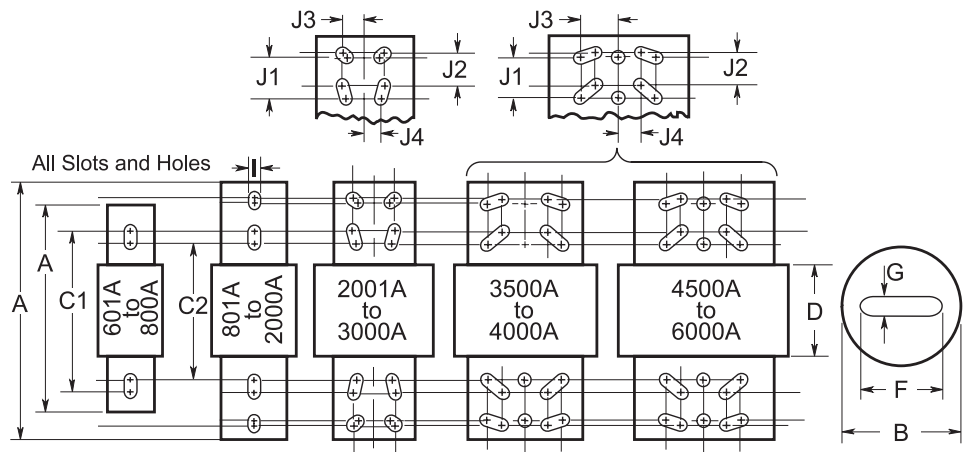 J3
J1
J2
J4
J3
J1
J2
J4
All Slots and Holes
I
A
A
C1
601A
to
800A
C2
801A
to
2000A
2001A
to
3000A
3500A
to
4000A
4500A
to
6000A
D
G
F
B